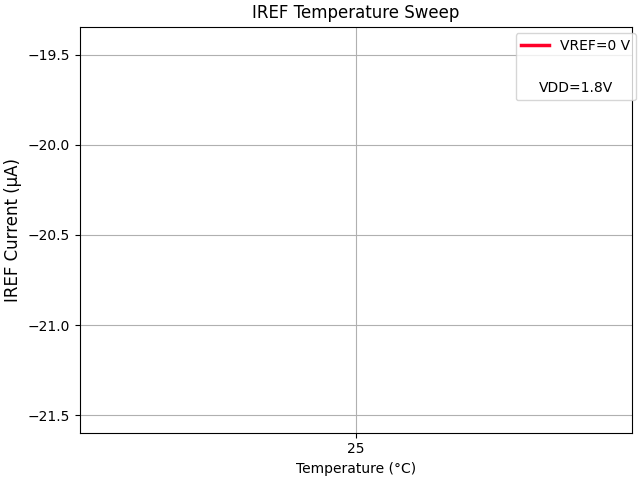 IREF Temperature Sweep
VREF=0 V
VDD=1.8V
IREF Current (μA)
−19.5
−20.0
−20.5
−21.0
−21.5
25
Temperature (°C)